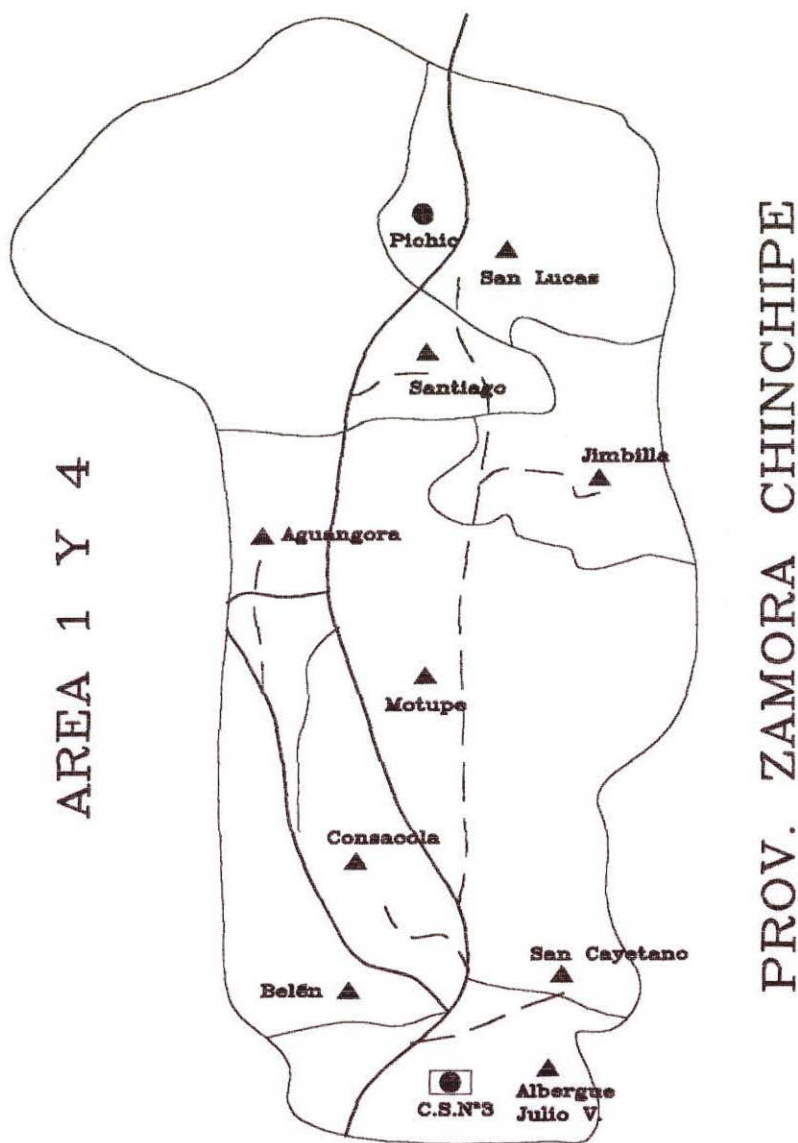 Pichic
San Lucas
Santiago
Jimbilla
Aguangora
AREA 1 Y 4
PROV. ZAMORA CHINCHIPE
Motupe
Consacola
San Cayetano
Belén
C.S.Nº3
Albergue
Julio V.